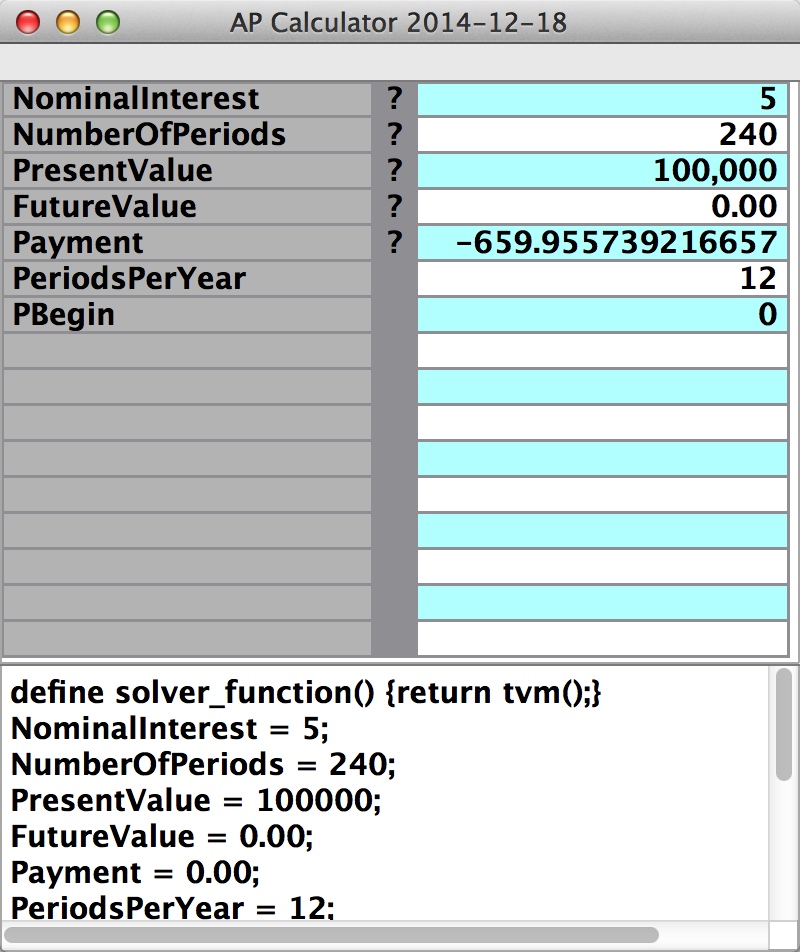 AP Calculator 2014-12-18
NominalInterest ? 5
NumberOfPeriods ? 240
PresentValue ? 100,000
FutureValue ? 0.00
Payment ? -659.955739216657
PeriodsPerYear 12
PBegin 0
define solver_function() {return tvm();}
NominalInterest = 5;
NumberOfPeriods = 240;
PresentValue = 100000;
FutureValue = 0.00;
Payment = 0.00;
PeriodsPerYear = 12;